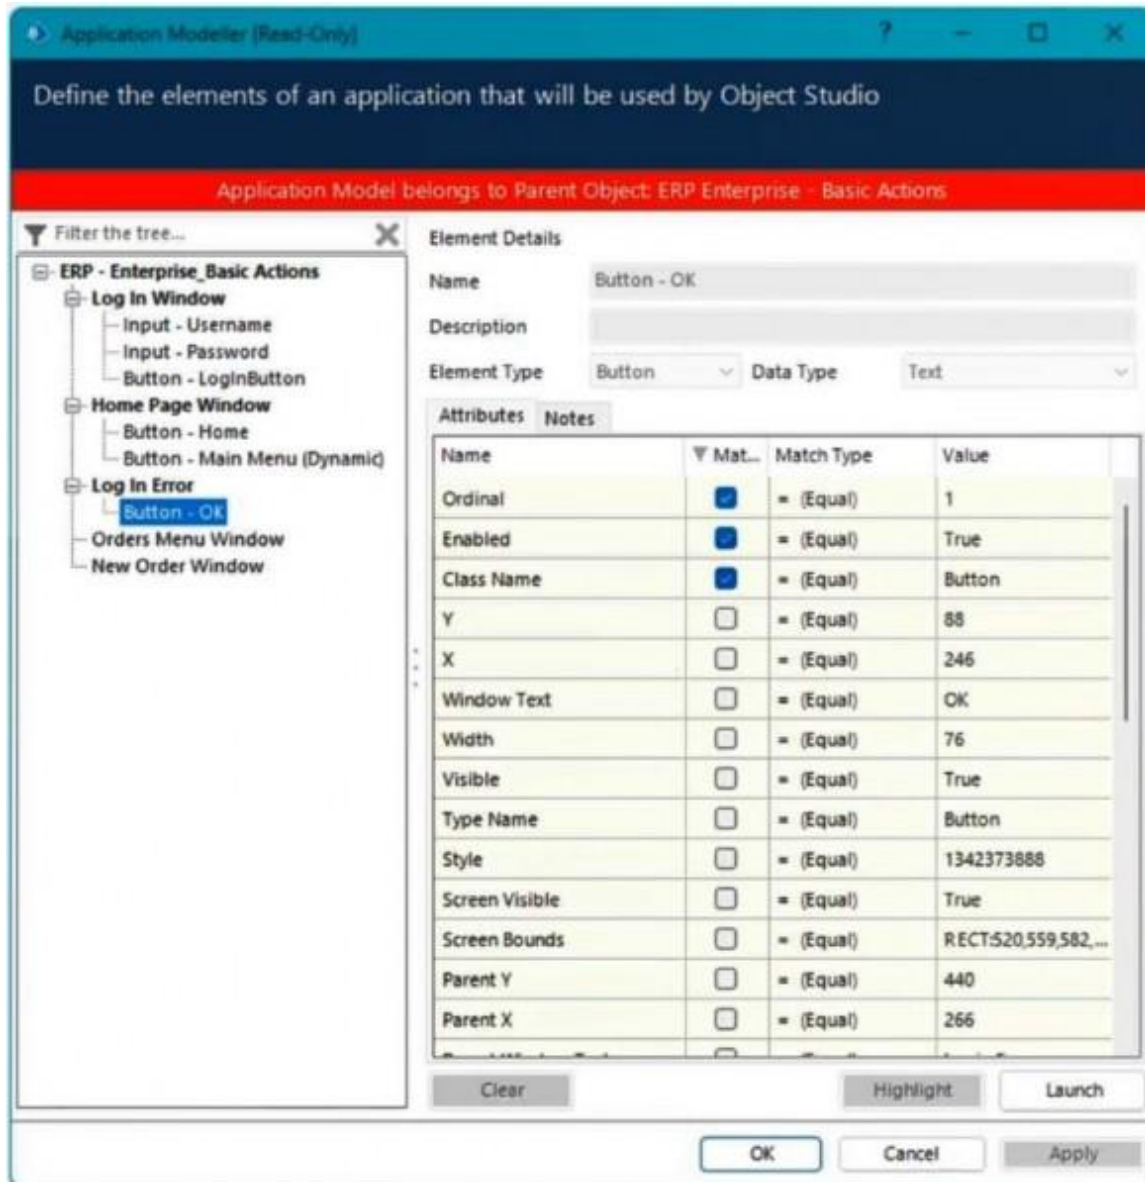 Application Modeller [Read-Only] ?
Define the elements of an application that will be used by Object Studio
Application Model belongs to Parent Object: ERP Enterprise - Basic Actions
Filter the tree...
ERP - Enterprise_Basic Actions
Log In Window
Input - Username
Input - Password
Button - LogInButton
Home Page Window
Button - Home
Button - Main Menu (Dynamic)
Log In Error
Button - OK
Orders Menu Window
New Order Window
Element Details
Name Button - OK
Description
Element Type Button Data Type Text
Attributes Notes
Name Mat... Match Type Value
Ordinal = (Equal) 1
Enabled = (Equal) True
Class Name = (Equal) Button
Y = (Equal) 88
X = (Equal) 246
Window Text = (Equal) OK
Width = (Equal) 76
Visible = (Equal) True
Type Name = (Equal) Button
Style = (Equal) 1342373888
Screen Visible = (Equal) True
Screen Bounds = (Equal) RECT:520,559,582,...
Parent Y = (Equal) 440
Parent X = (Equal) 266
Clear Highlight Launch
OK Cancel Apply